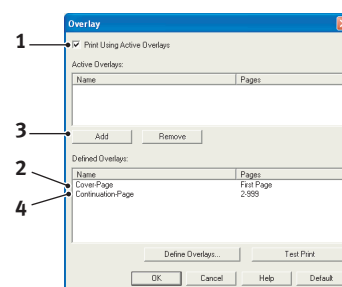 Overlay
1
Print Using Active Overlays
Active Overlays:
Name Pages
3
Add Remove
Defined Overlays:
2
Name Pages
Cover-Page First Page
4
Continuation-Page 2-999
Define Overlays... Test Print
OK Cancel Help Default